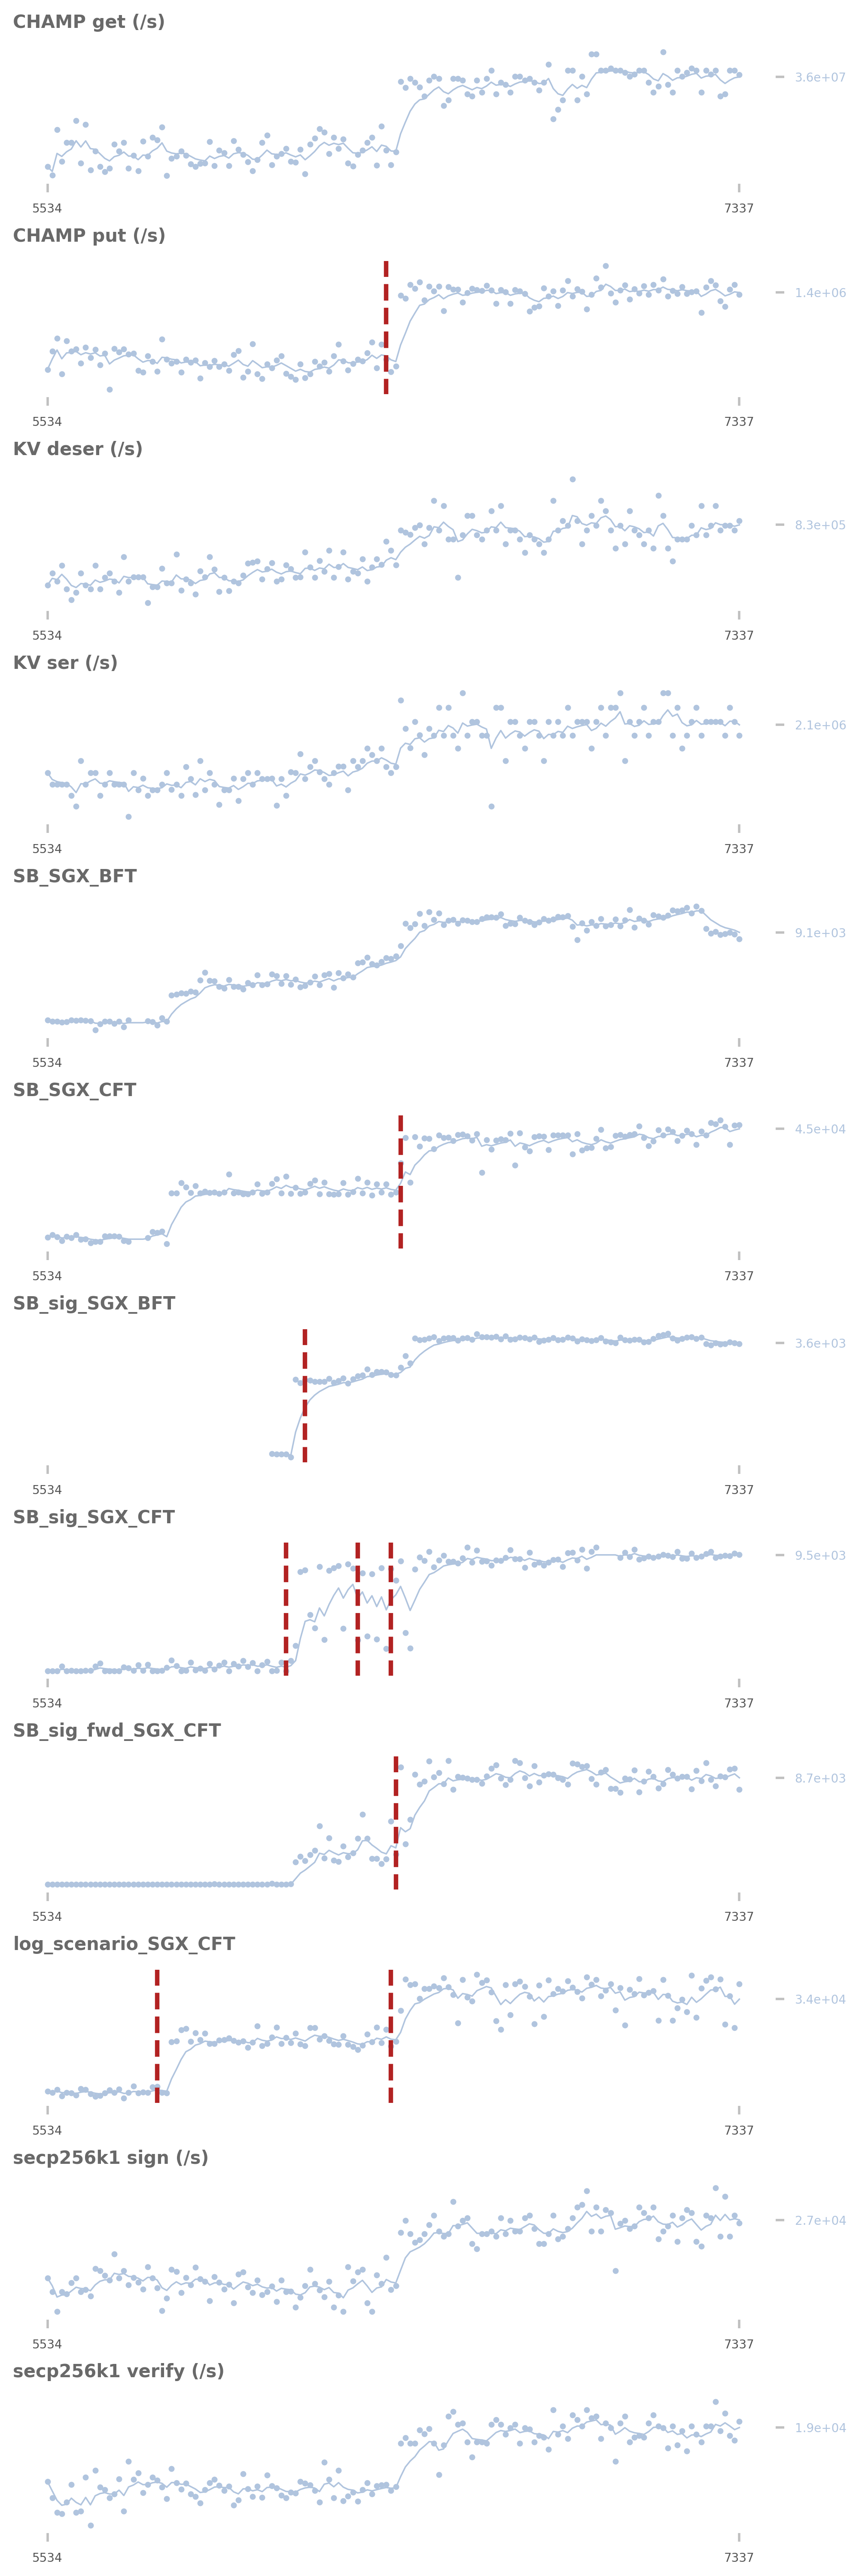 CHAMP get (/s)
3.6e+07
5534 7337
CHAMP put (/s)
1.4e+06
5534 7337
KV deser (/s)
8.3e+05
5534 7337
KV ser (/s)
2.1e+06
5534 7337
SB_SGX_BFT
9.1e+03
5534 7337
SB_SGX_CFT
4.5e+04
5534 7337
SB_sig_SGX_BFT
3.6e+03
5534 7337
SB_sig_SGX_CFT
9.5e+03
5534 7337
SB_sig_fwd_SGX_CFT
8.7e+03
5534 7337
log_scenario_SGX_CFT
3.4e+04
5534 7337
secp256k1 sign (/s)
2.7e+04
5534 7337
secp256k1 verify (/s)
1.9e+04
5534 7337